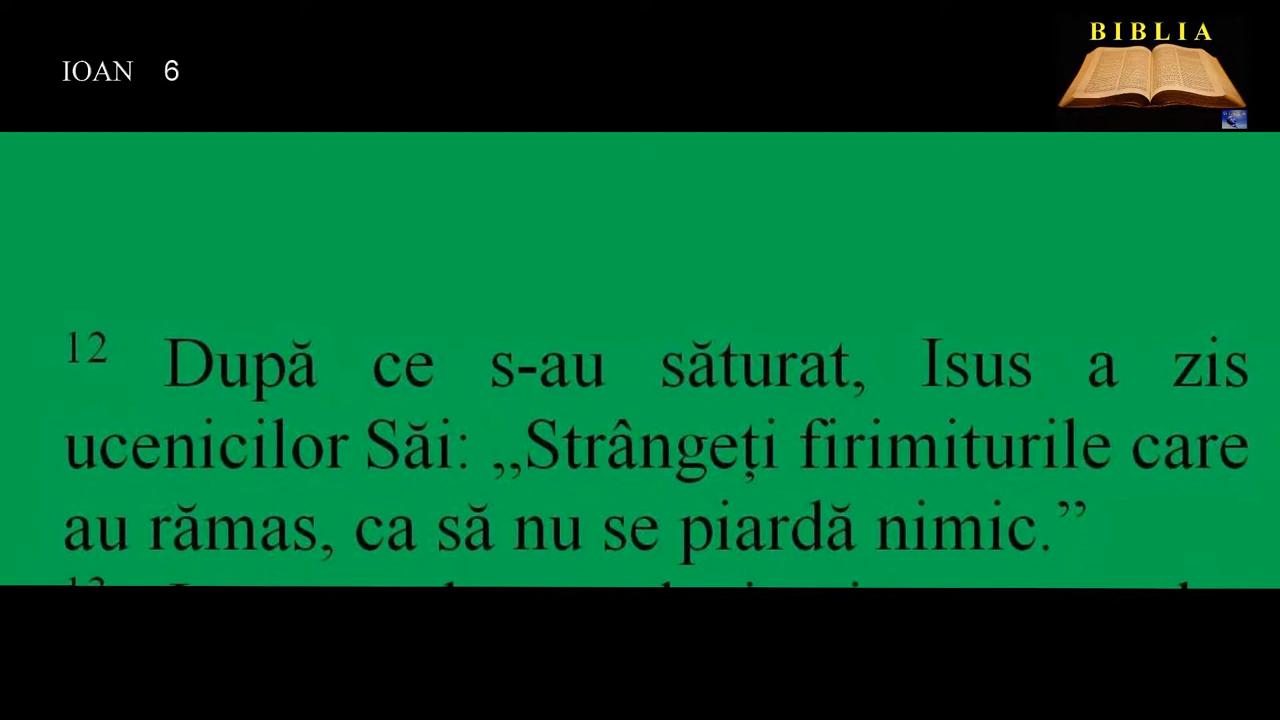 BIBLIA
IOAN 6
12 După ce s-au săturat, Isus a zis
ucenicilor Săi: „Strângeți firimiturile care
au rămas, ca să nu se piardă nimic.”